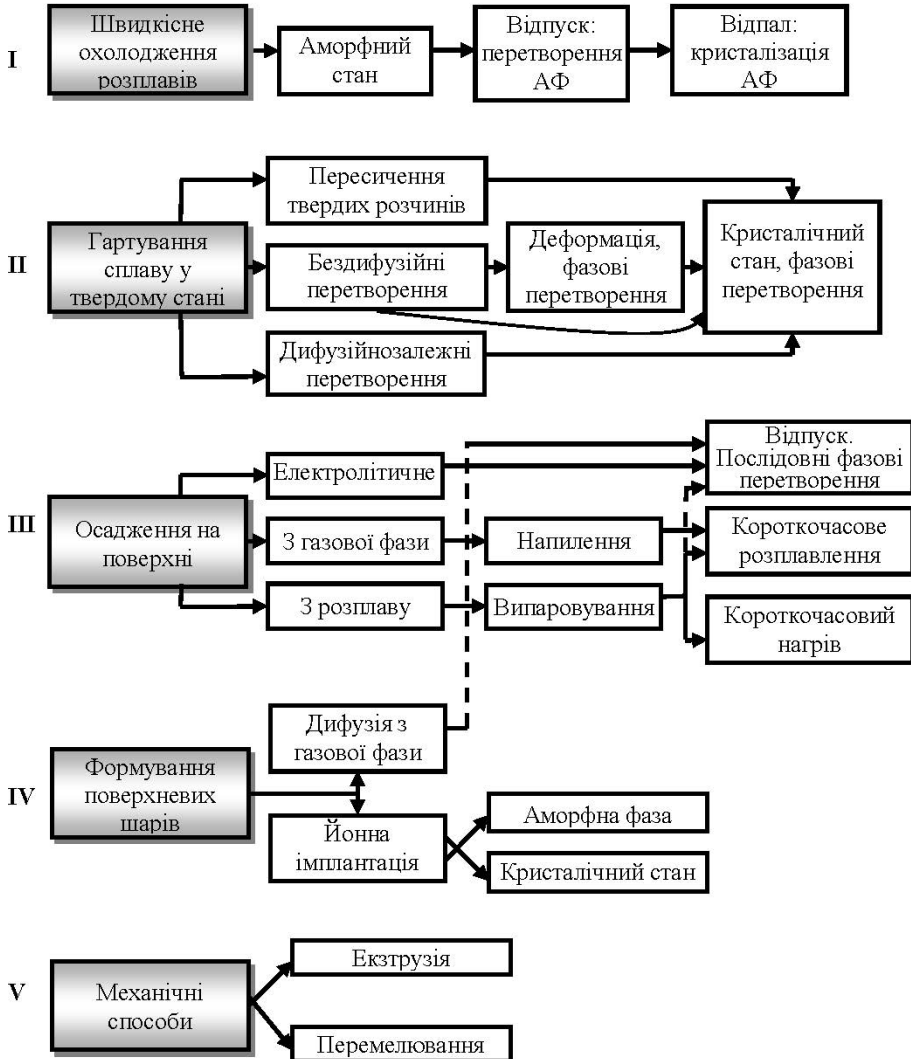 I
Швидкісне
охолодження
розплавів
Аморфний
стан
Відпуск:
перетворення
АФ
Відпал:
кристалізація
АФ
II
Гартування
сплаву у
твердому стані
Пересичення
твердих розчинів
Бездифузійні
перетворення
Дифузійнозалежні
перетворення
Деформація,
фазові
перетворення
Кристалічний
стан, фазові
перетворення
III
Осадження на
поверхні
Електролітичне
З газової фази
З розплаву
Напилення
Випаровування
Відпуск.
Послідовні фазові
перетворення
Короткочасове
розплавлення
Короткочасовий
нагрів
IV
Формування
поверхневих
шарів
Дифузія з
газової фази
Йонна
імплантація
Аморфна фаза
Кристалічний стан
V
Механічні
способи
Екзтрузія
Перемелювання